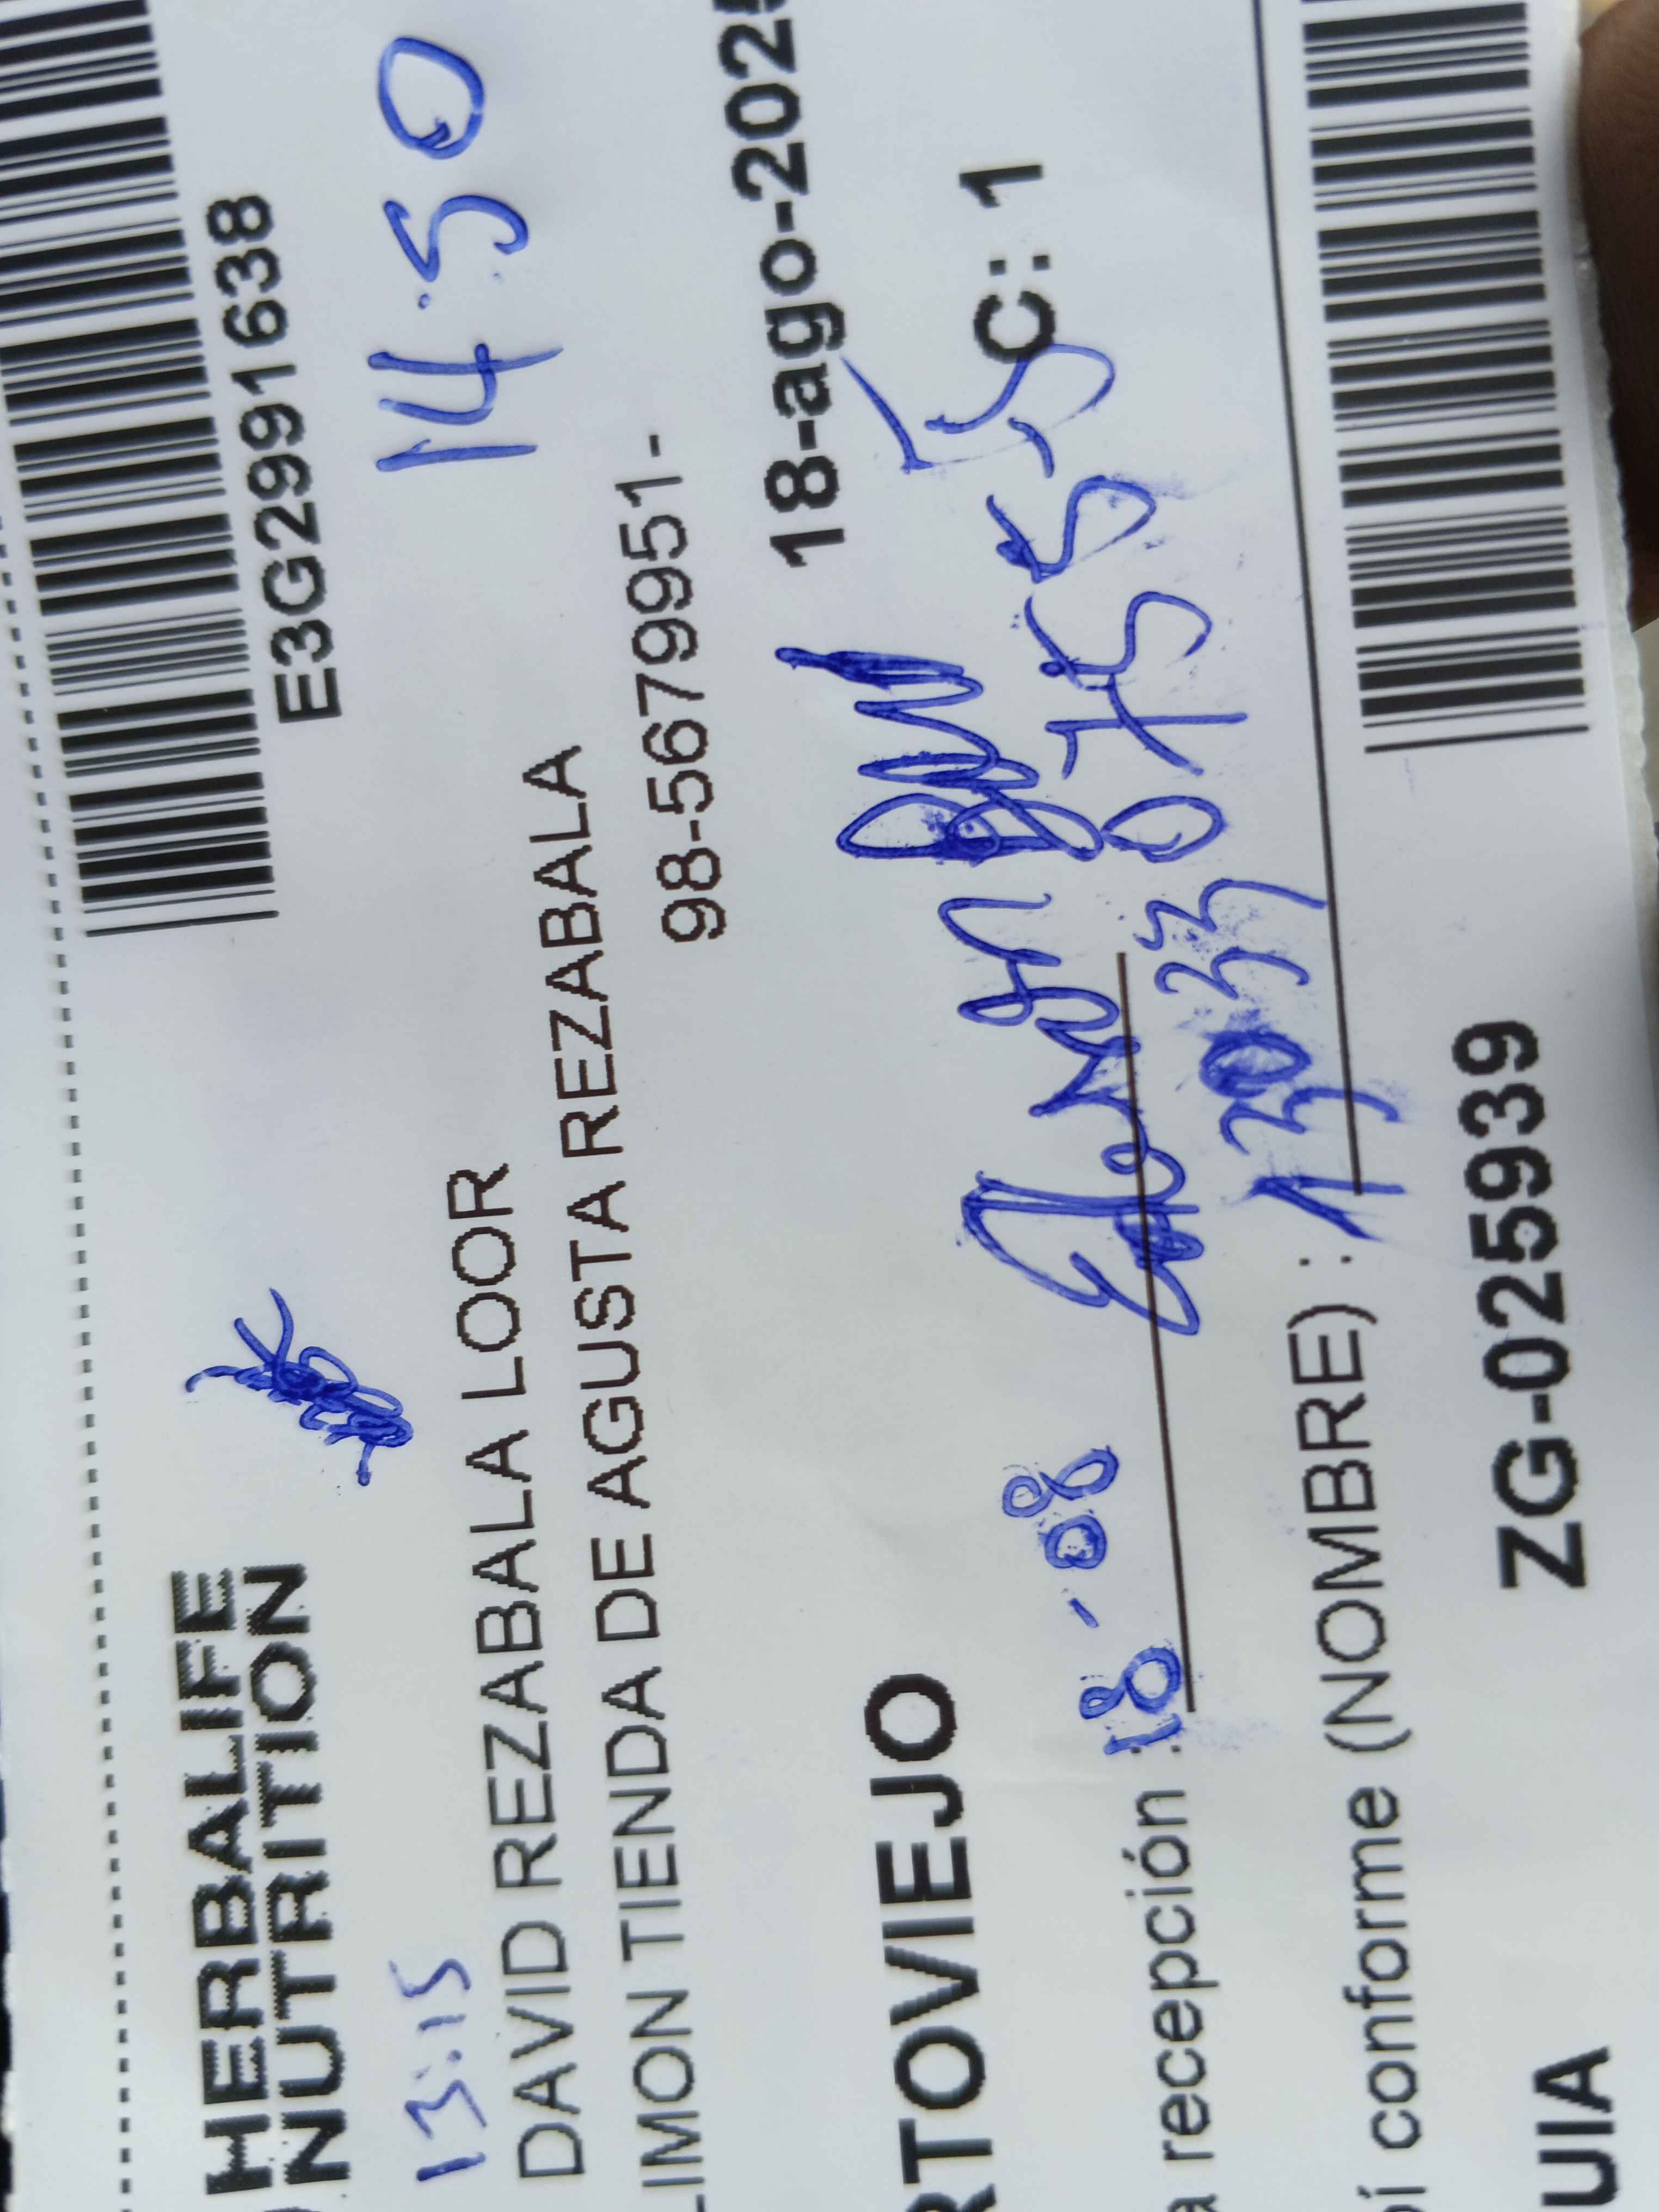 E3G2991638
HERBALIFE
NUTRITION
13:15
14:50
DAVID REZABALA LOOR
LIMON TIENDA DE AGUSTA REZABALA
98-5679951-
18-ago-202
RTOVIEJO
C: 1
a recepción : 18-08
bí conforme (NOMBRE) :
ZG-025939
UIA